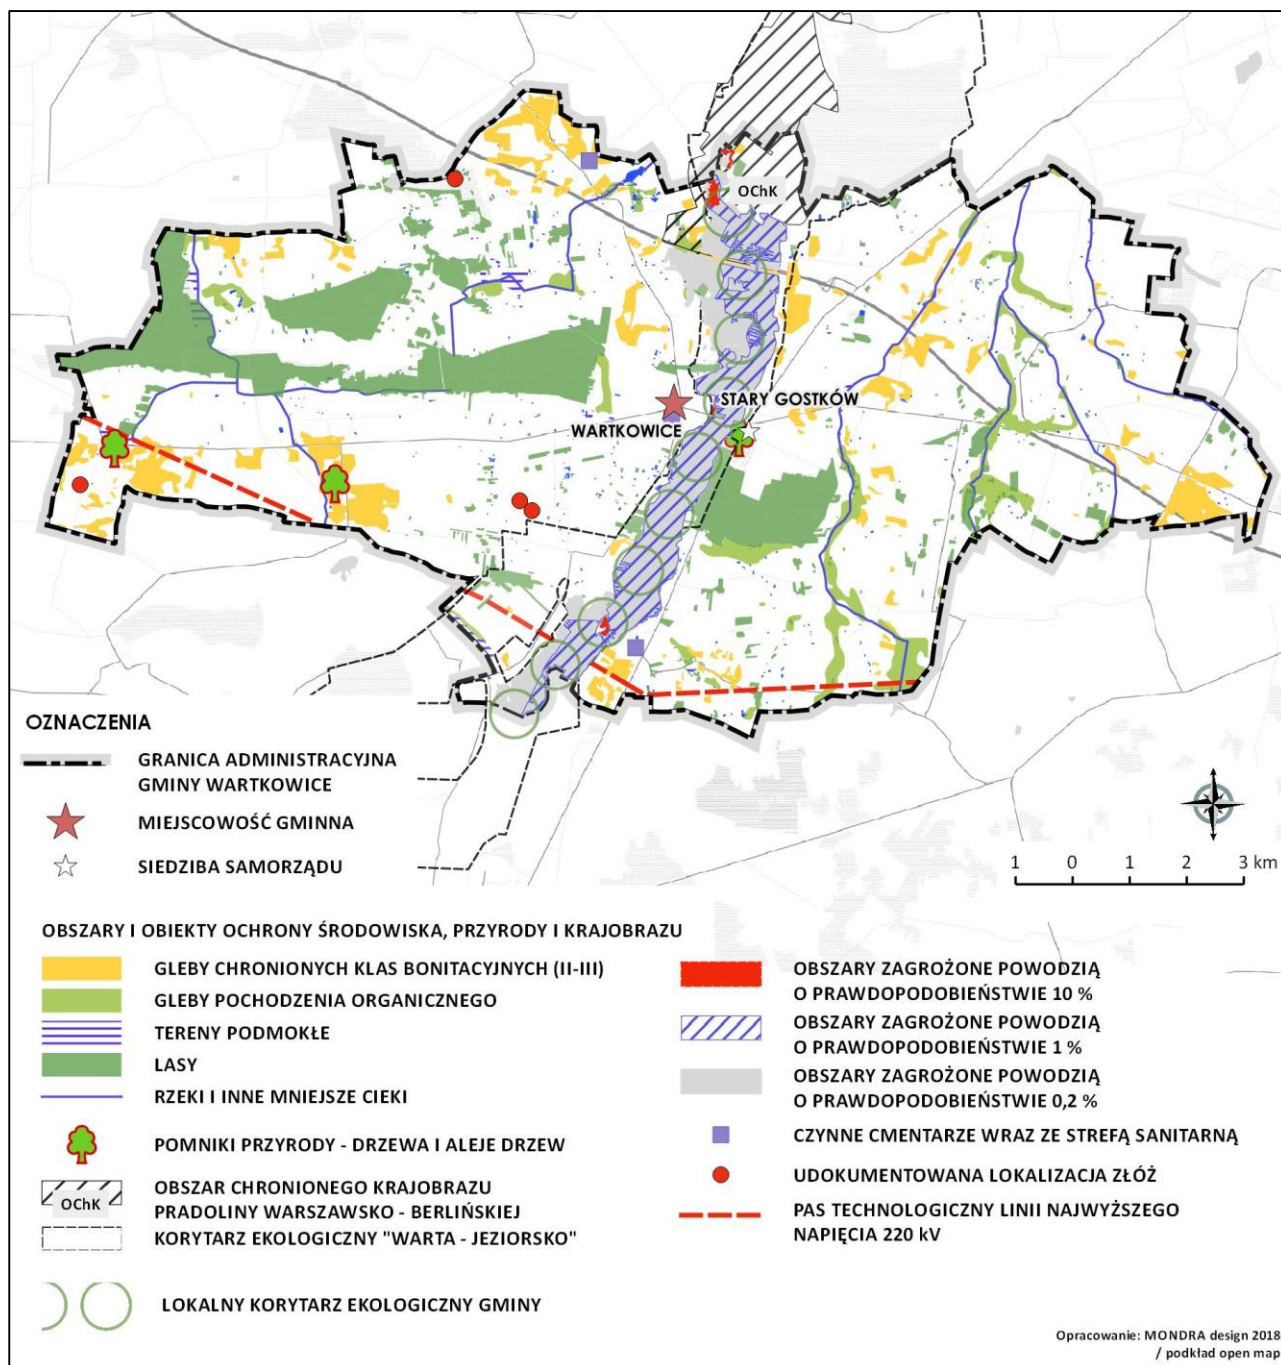 OChK
STARY GOSTKÓW
WARTKOWICE
OZNACZENIA
GRANICA ADMINISTRACYJNA
GMINY WARTKOWICE
MIEJSCOWOŚĆ GMINNA
SIEDZIBA SAMORZĄDU
1 0 1 2 3 km
OBSZARY I OBIEKTY OCHRONY ŚRODOWISKA, PRZYRODY I KRAJOBRAZU
GLEBY CHRONIONYCH KLAS BONITACYJNYCH (II-III)
GLEBY POCHODZENIA ORGANICZNEGO
TERENY PODMOKŁE
LASY
RZEKI I INNE MNIEJSZE CIEKI
POMNIKI PRZYRODY - DRZEWA I ALEJE DRZEW
OChK
OBSZAR CHRONIONEGO KRAJOBRAZU
PRADOLINY WARSZAWSKO - BERLIŃSKIEJ
KORYTARZ EKOLOGICZNY "WARTA - JEZIORSKO"
LOKALNY KORYTARZ EKOLOGICZNY GMINY
OBSZARY ZAGROŻONE POWODZIĄ
O PRAWDOPODOBIEŃSTWIE 10 %
OBSZARY ZAGROŻONE POWODZIĄ
O PRAWDOPODOBIEŃSTWIE 1 %
OBSZARY ZAGROŻONE POWODZIĄ
O PRAWDOPODOBIEŃSTWIE 0,2 %
CZYNNE CMENTARZE WRAZ ZE STREFĄ SANITARNĄ
UDOKUMENTOWANA LOKALIZACJA ZŁÓŻ
PAS TECHNOLOGICZNY LINII NAJWYŻSZEGO
NAPIĘCIA 220 kV
Opracowanie: MONDRA design 2018
/ podkład open map